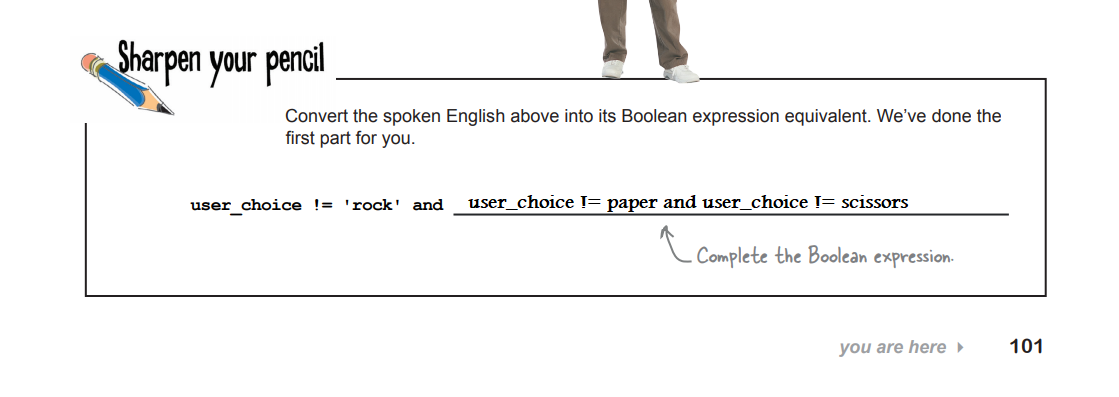 Sharpen your pencil
Convert the spoken English above into its Boolean expression equivalent. We’ve done the
first part for you.
user_choice != 'rock' and user_choice != paper and user_choice != scissors
Complete the Boolean expression.
you are here ▸ 101